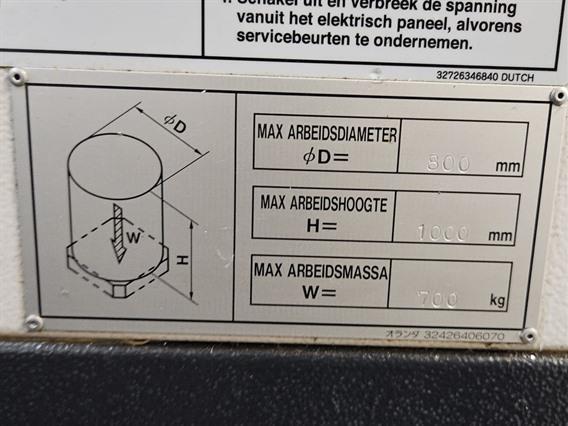 1. Schakel uit en verbreek de spanning
vanuit het elektrisch paneel, alvorens
servicebeurten te ondernemen.
32726346840 DUTCH
φD
W
H
MAX ARBEIDSDIAMETER
φD= 800 mm
MAX ARBEIDSHOOGTE
H= 1000 mm
MAX ARBEIDSMASSA
W= 700 kg
オランダ 32426406070